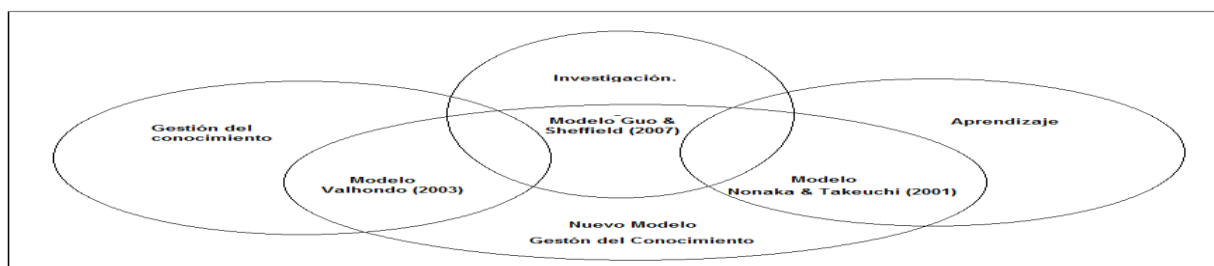 Investigación.
Gestión del
conocimiento
Modelo Guo &
Sheffield (2007)
Aprendizaje
Modelo
Valhondo (2003)
Modelo
Nonaka & Takeuchi (2001)
Nuevo Modelo
Gestión del Conocimiento